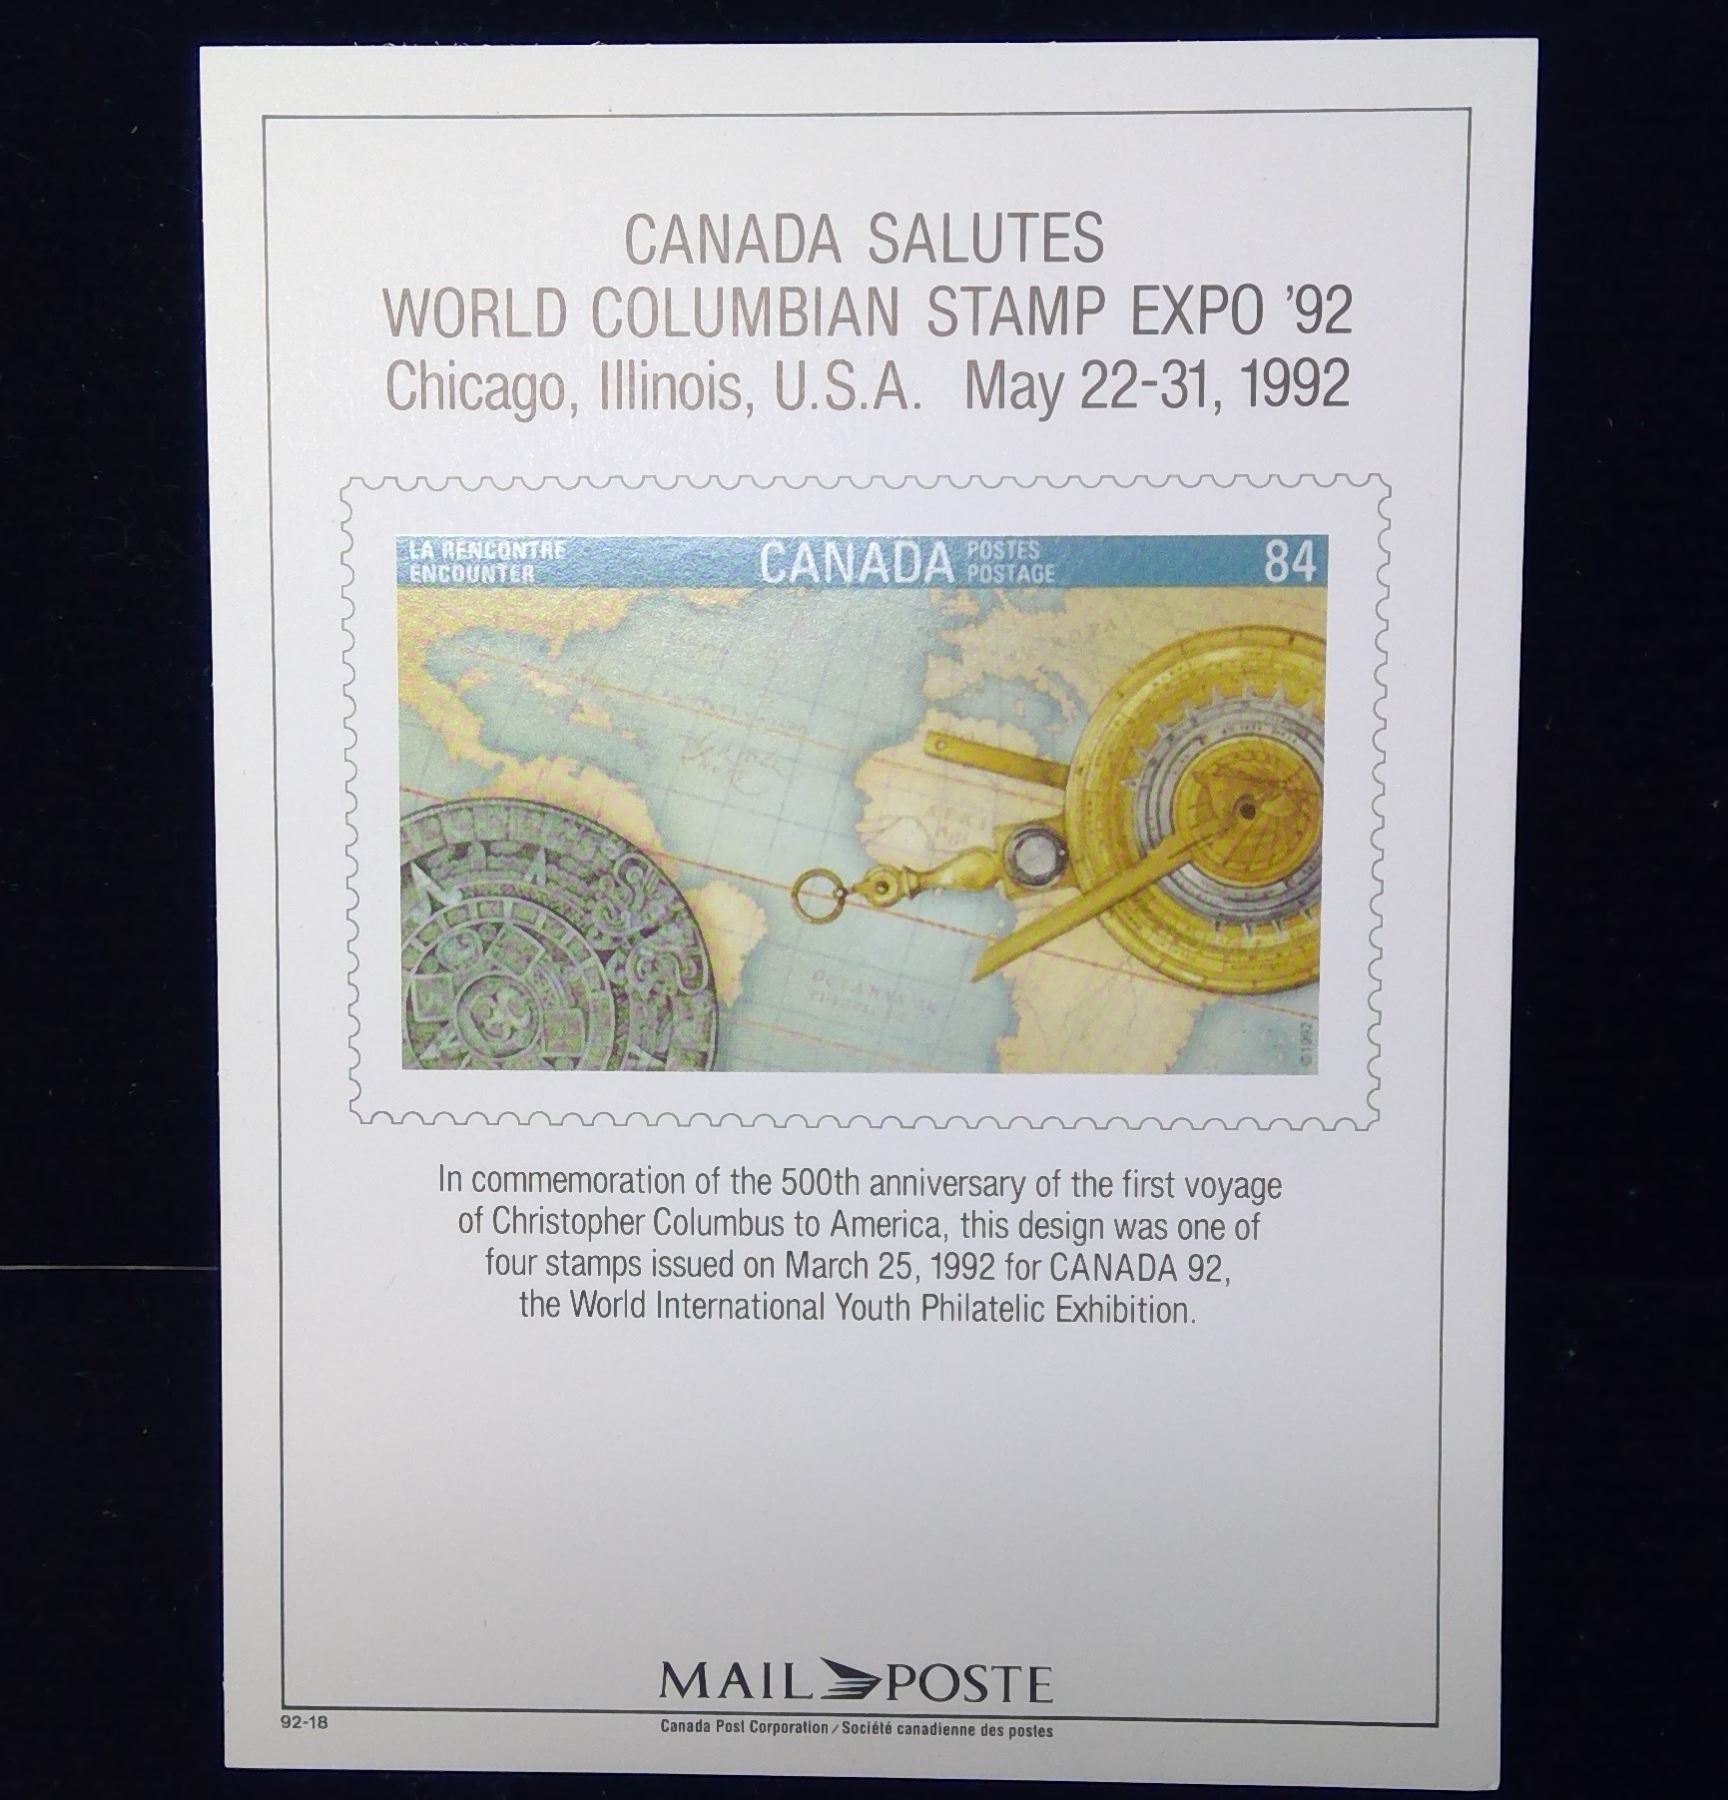 CANADA SALUTES
WORLD COLUMBIAN STAMP EXPO '92
Chicago, Illinois, U.S.A. May 22-31, 1992
LA RENCONTRE
ENCOUNTER
CANADA
POSTES
POSTAGE
84
©1992
In commemoration of the 500th anniversary of the first voyage
of Christopher Columbus to America, this design was one of
four stamps issued on March 25, 1992 for CANADA 92,
the World International Youth Philatelic Exhibition.
MAIL POSTE
92-18
Canada Post Corporation / Société canadienne des postes